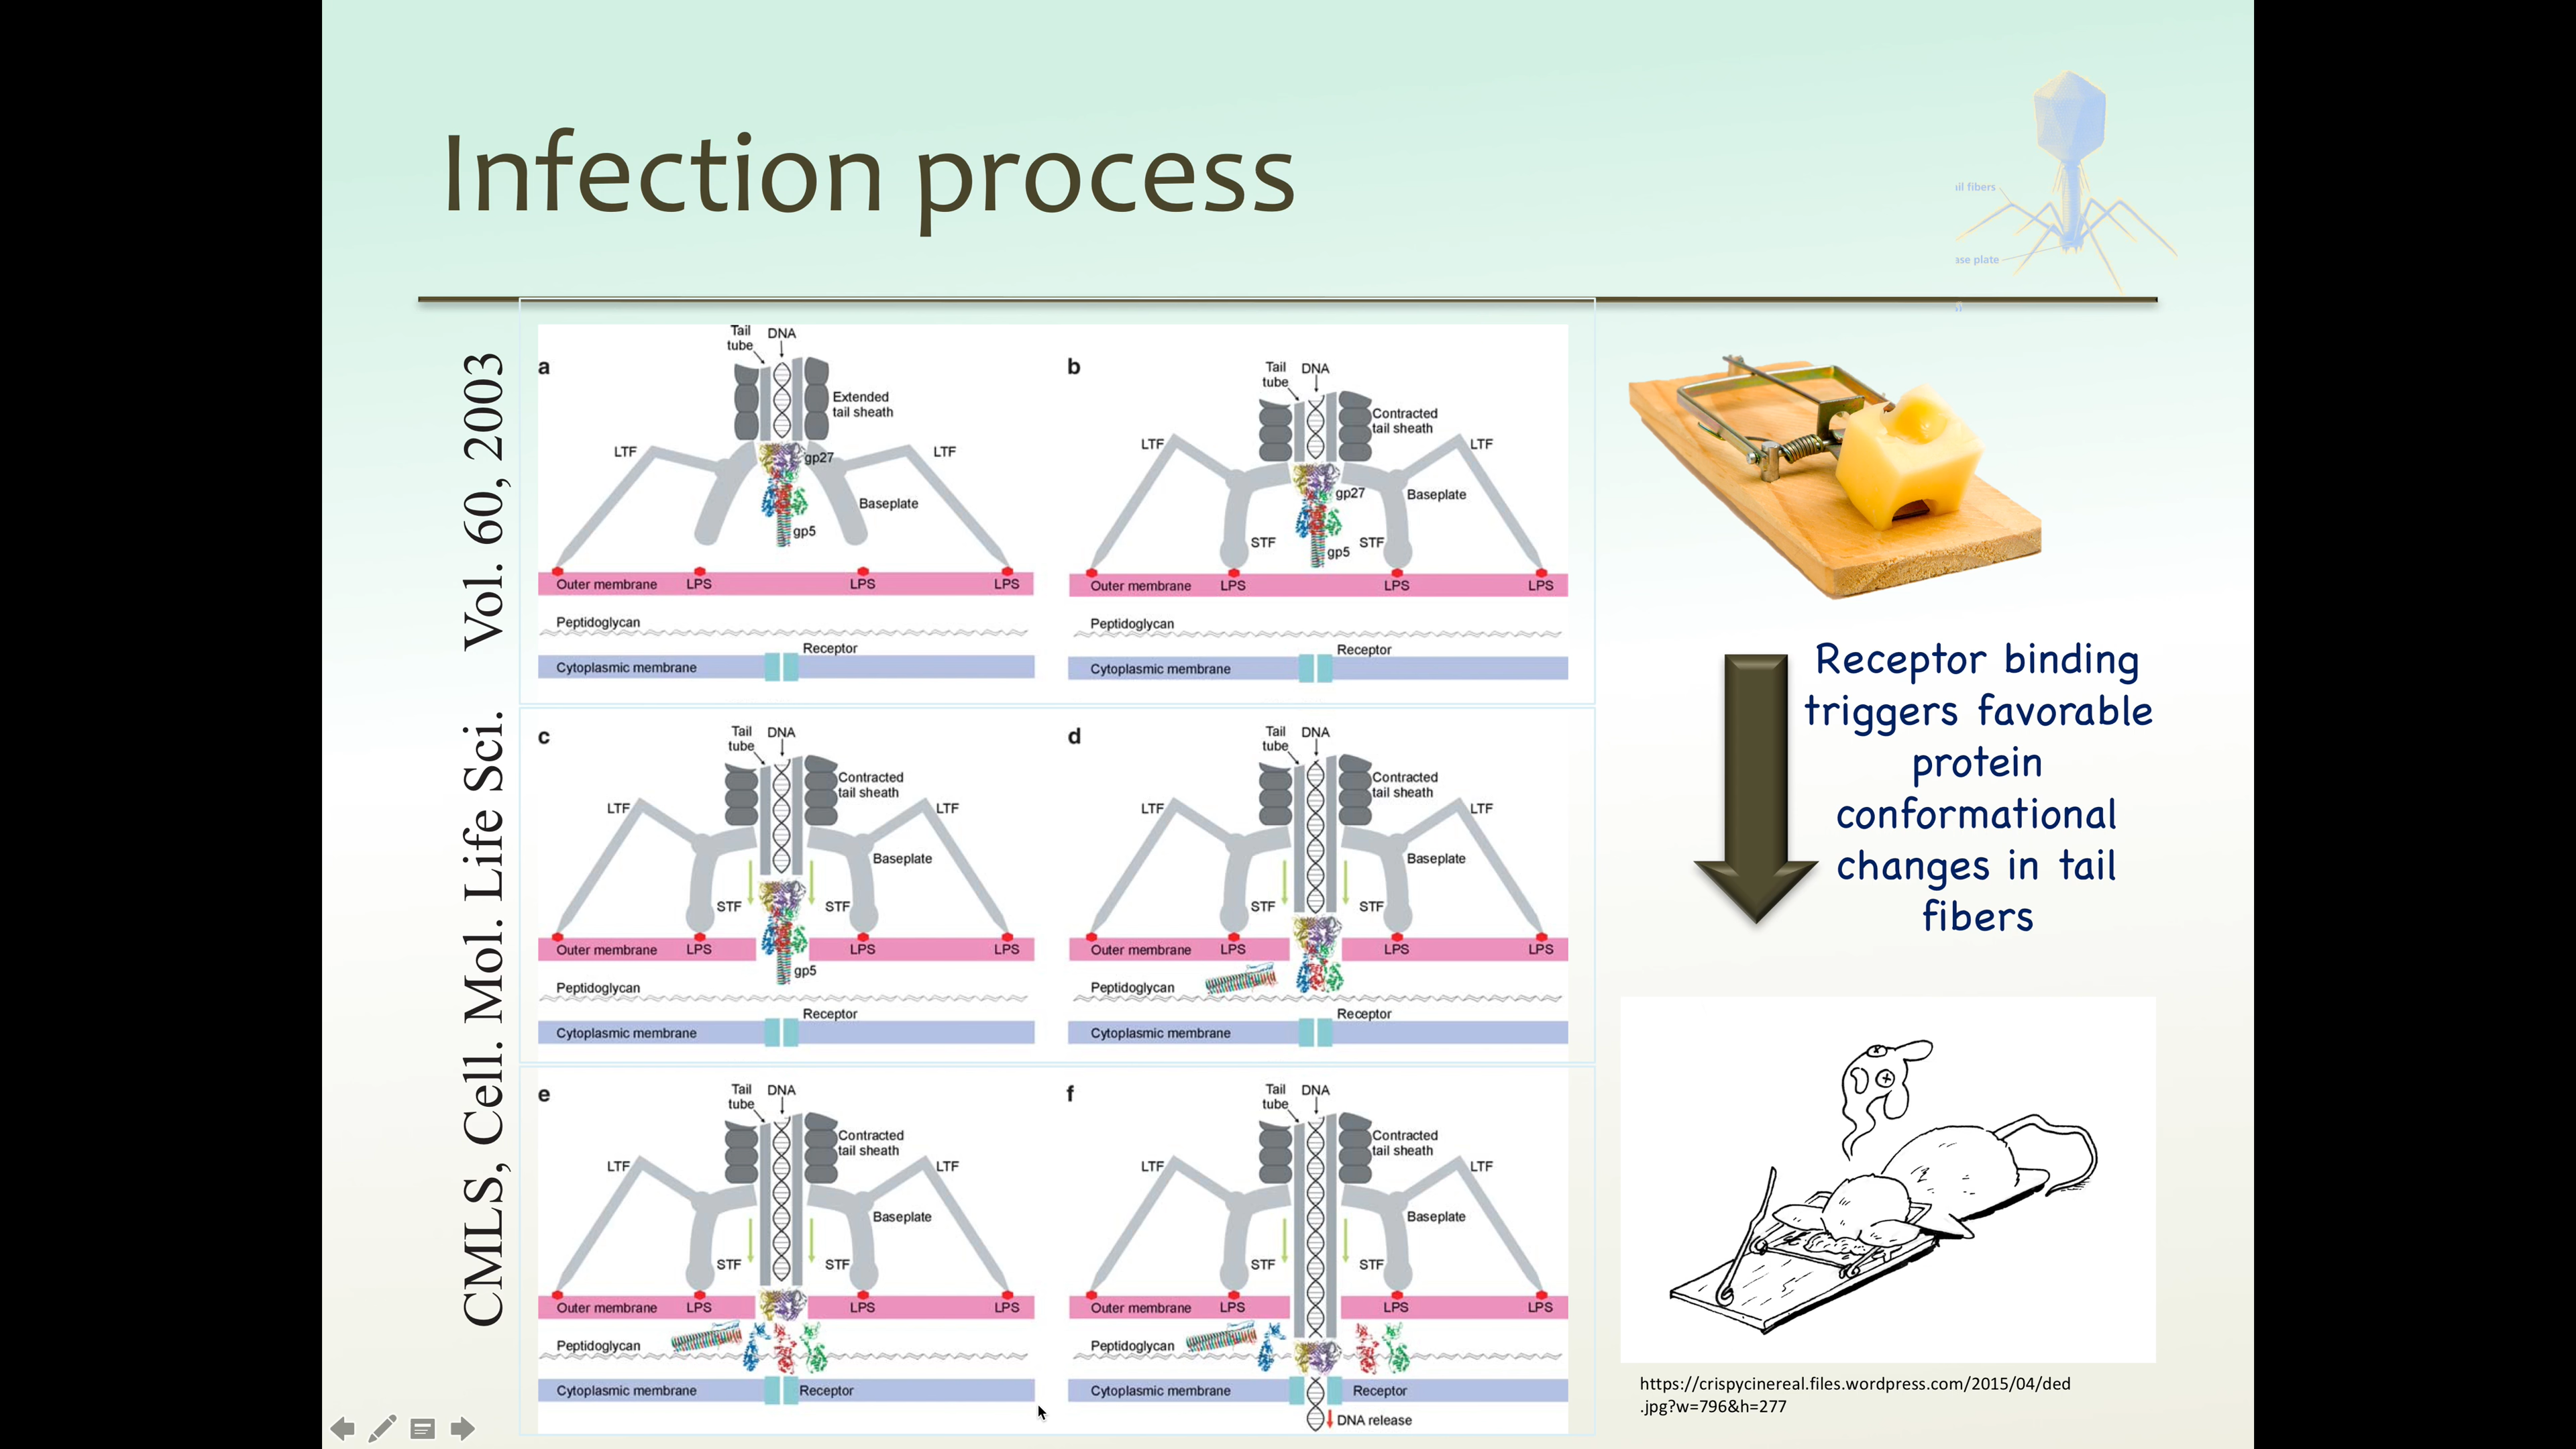 Infection process
ail fibers
ase plate
CMLS, Cell. Mol. Life Sci. Vol. 60, 2003
a
Tail
tube
DNA
Extended
tail sheath
LTF
LTF
gp27
Baseplate
gp5
Outer membrane
LPS
LPS
LPS
Peptidoglycan
Receptor
Cytoplasmic membrane
b
Tail
tube
DNA
Contracted
tail sheath
LTF
LTF
gp27
Baseplate
STF
STF
gp5
Outer membrane
LPS
LPS
LPS
Peptidoglycan
Receptor
Cytoplasmic membrane
c
Tail
tube
DNA
Contracted
tail sheath
LTF
LTF
Baseplate
STF
STF
Outer membrane
LPS
LPS
LPS
gp5
Peptidoglycan
Receptor
Cytoplasmic membrane
d
Tail
tube
DNA
Contracted
tail sheath
LTF
LTF
Baseplate
STF
STF
Outer membrane
LPS
LPS
LPS
Peptidoglycan
Receptor
Cytoplasmic membrane
e
Tail
tube
DNA
Contracted
tail sheath
LTF
LTF
Baseplate
STF
STF
Outer membrane
LPS
LPS
LPS
Peptidoglycan
Cytoplasmic membrane
Receptor
f
Tail
tube
DNA
Contracted
tail sheath
LTF
LTF
Baseplate
STF
STF
Outer membrane
LPS
LPS
LPS
Peptidoglycan
Cytoplasmic membrane
Receptor
DNA release
Receptor binding
triggers favorable
protein
conformational
changes in tail
fibers
https://crispycinereal.files.wordpress.com/2015/04/ded
.jpg?w=796&h=277